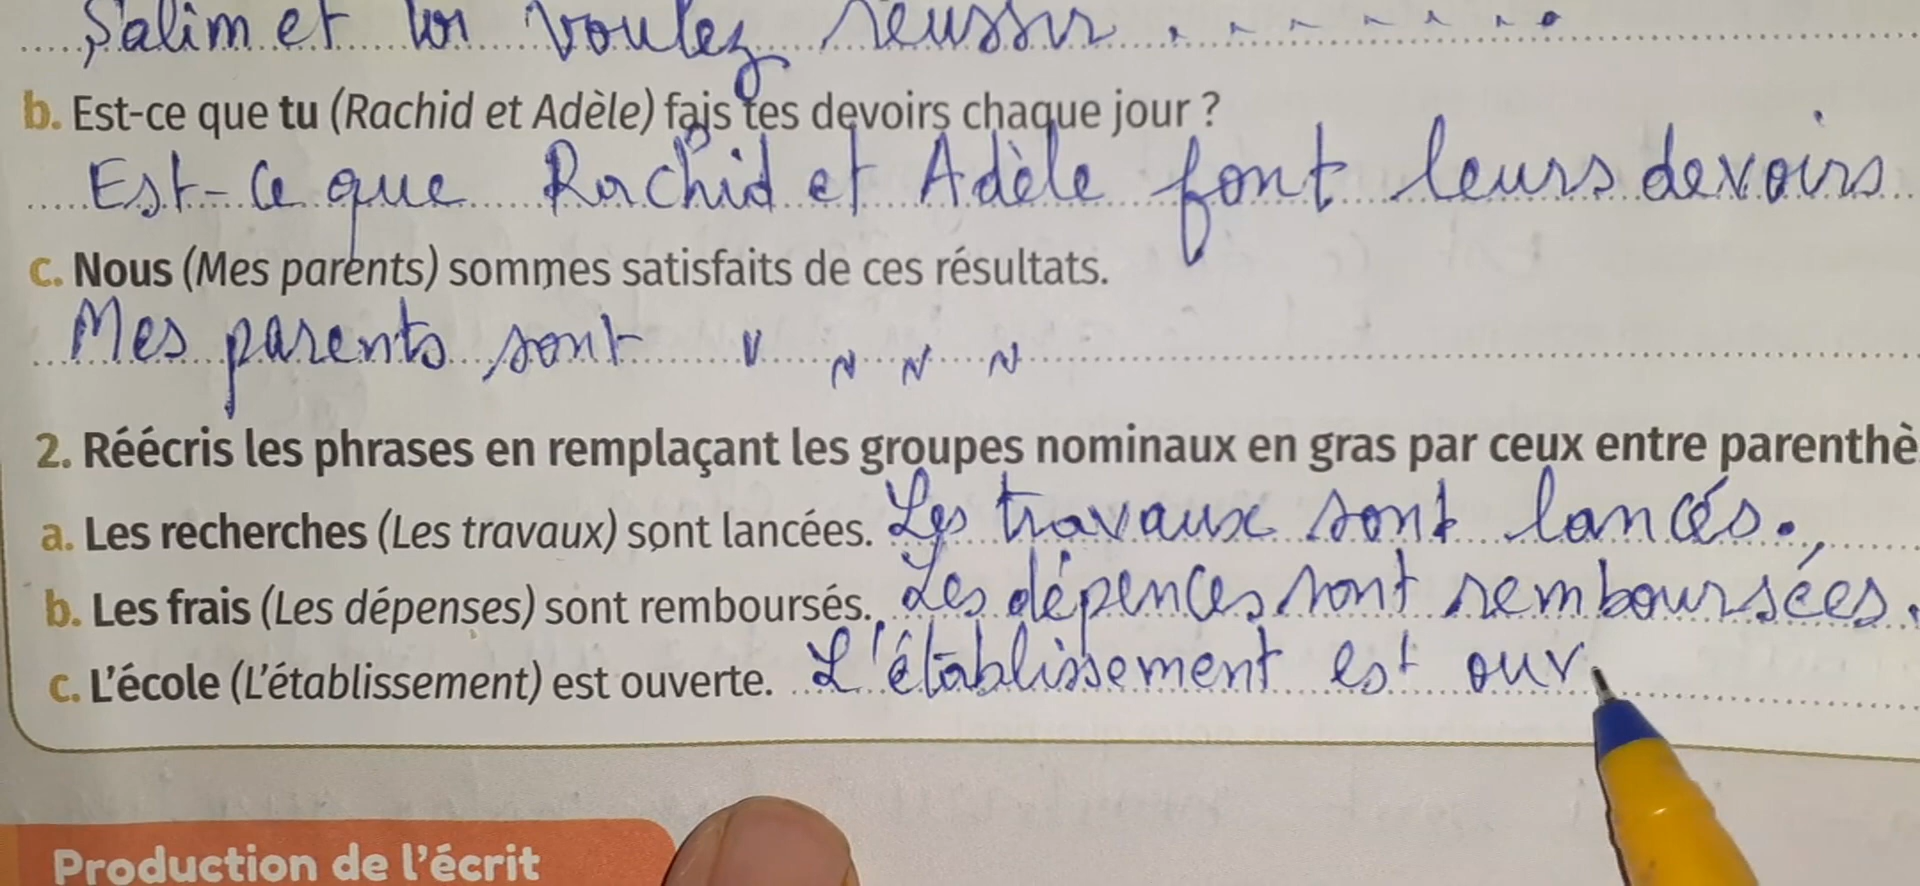 Salim et toi voulez réussir
b. Est-ce que tu (Rachid et Adèle) fais tes devoirs chaque jour ?
Est-ce que Rachid et Adèle font leurs devoirs
c. Nous (Mes parents) sommes satisfaits de ces résultats.
Mes parents sont
2. Réécris les phrases en remplaçant les groupes nominaux en gras par ceux entre parenthè
a. Les recherches (Les travaux) sont lancées. Les travaux sont lancés.
b. Les frais (Les dépenses) sont remboursés. Les dépences sont remboursées.
c. L'école (L'établissement) est ouverte. L'établissement est ouv
Production de l'écrit